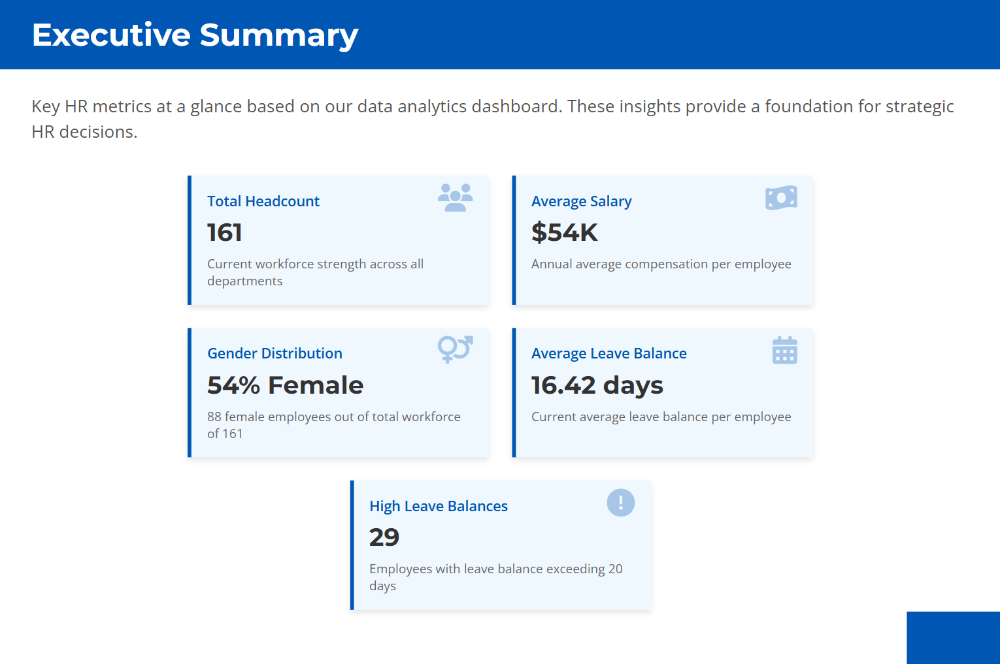 Executive Summary
Key HR metrics at a glance based on our data analytics dashboard. These insights provide a foundation for strategic
HR decisions.
Total Headcount
161
Current workforce strength across all
departments
Average Salary
$54K
Annual average compensation per employee
Gender Distribution
54% Female
88 female employees out of total workforce
of 161
Average Leave Balance
16.42 days
Current average leave balance per employee
High Leave Balances
29
Employees with leave balance exceeding 20
days